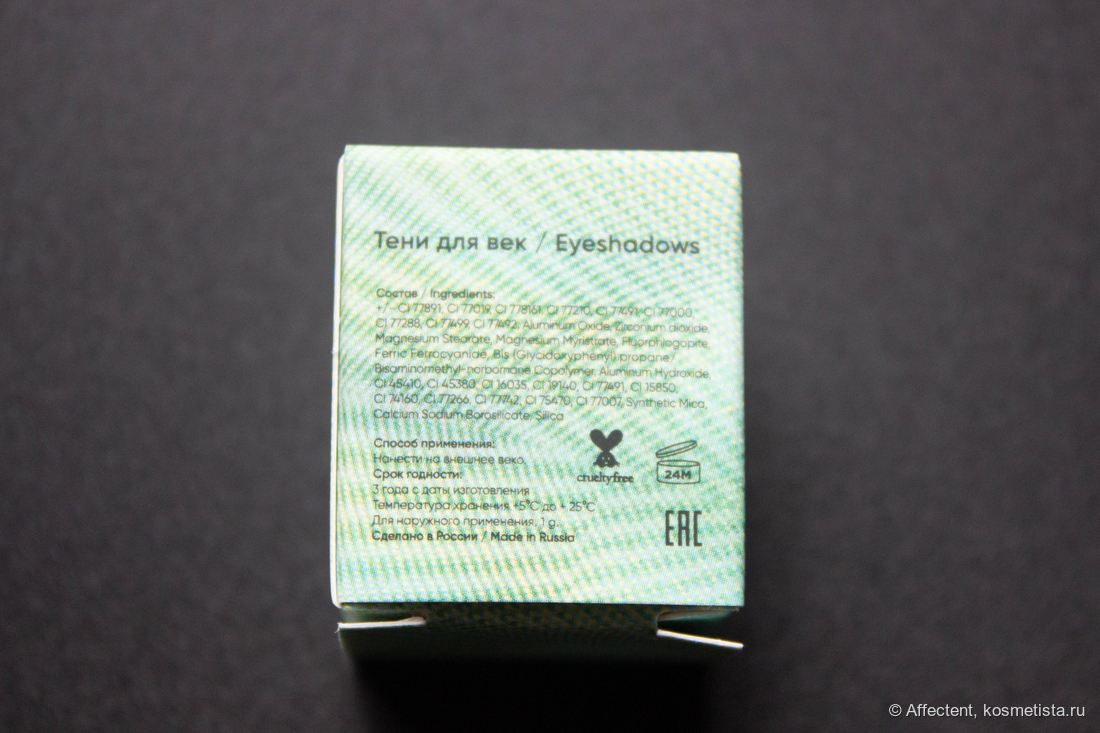 Тени для век / Eyeshadows
Состав / Ingredients:
+/- CI 77891, CI 77019, CI 778161, CI 77210, CI 77491, CI 77000
CI 77288, CI 77499, CI 77492, Aluminum Oxide, Zirconium dioxide,
Magnesium Stearate, Magnesium Myristrate, Fluorphlogopite,
Ferric Ferrocyanide, Bis (Glycidoxyphenyl) propane/
Bisaminomethyl-norbornane Copolymer, Aluminum Hydroxide,
CI 45410, CI 45380, CI 16035, CI 19140, CI 77491, CI 15850,
CI 74160, CI 77266, CI 77742, CI 75470, CI 77007, Synthetic Mica,
Calcium Sodium Borosilicate, Silica
Способ применения:
Нанести на внешнее веко.
Срок годности:
3 года с даты изготовления
Температура хранения +5°C до + 25°C
Для наружного применения. 1 g.
Сделано в России / Made in Russia
crueltyfree
24M
EAC
© Affectent, kosmetista.ru